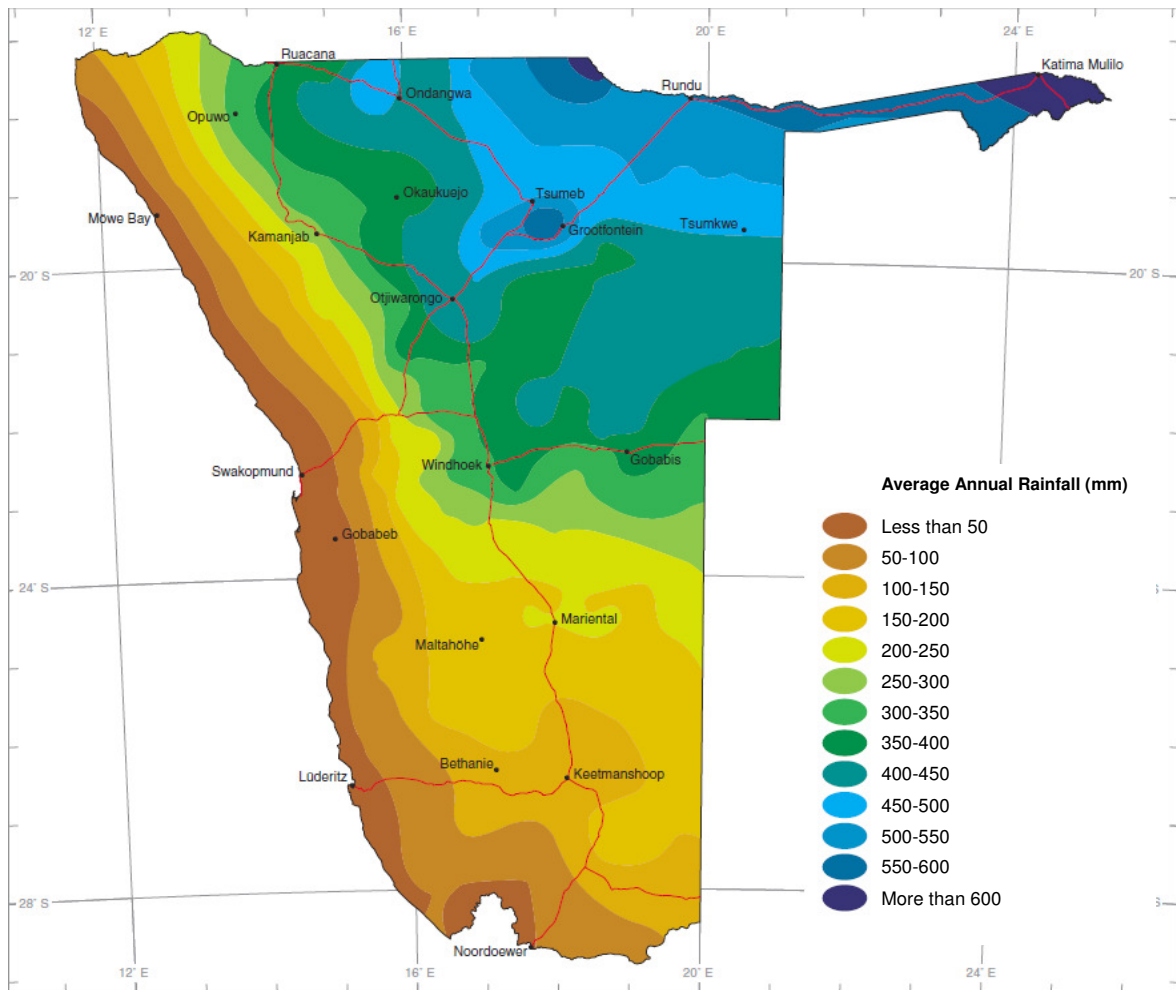 12° E
16° E
20° E
24° E
Ruacana
Katima Mulilo
Rundu
Ondangwa
Opuwo
Okaukuejo
Tsumeb
Mowe Bay
Kamanjab
Grootfontein
Tsumkwe
20° S
20° S
Otjiwarongo
Swakopmund
Windhoek
Gobabis
Average Annual Rainfall (mm)
Less than 50
Gobabeb
50-100
24° S
S
100-150
Mariental
150-200
Maltahöhe
200-250
250-300
300-350
350-400
Bethanie
Keetmanshoop
Lüderitz
400-450
450-500
500-550
550-600
More than 600
28° S
S
Noordoewer
12° E
16° E
20° E
24° E